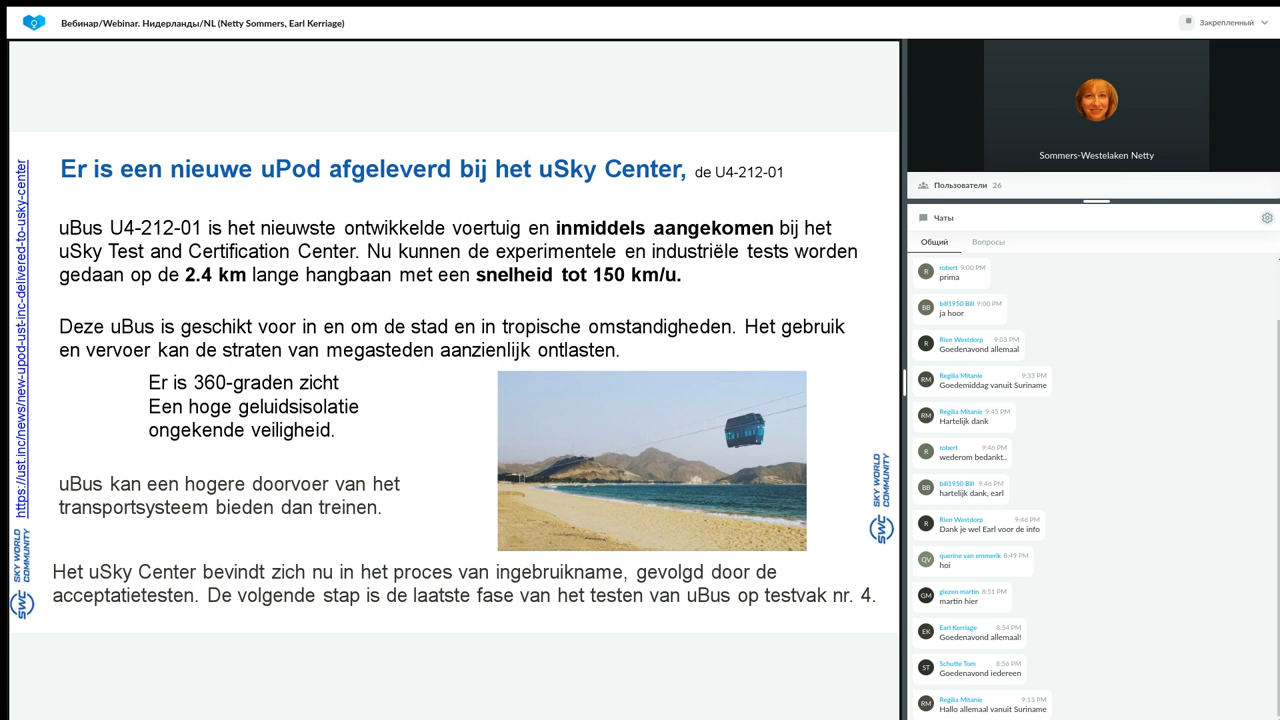 Вебинар/Webinar. Нидерланды/NL (Netty Sommers, Earl Kerriage)
Закрепленный
Er is een nieuwe uPod afgeleverd bij het uSky Center, de U4-212-01
uBus U4-212-01 is het nieuwste ontwikkelde voertuig en inmiddels aangekomen bij het
uSky Test and Certification Center. Nu kunnen de experimentele en industriële tests worden
gedaan op de 2.4 km lange hangbaan met een snelheid tot 150 km/u.
Deze uBus is geschikt voor in en om de stad en in tropische omstandigheden. Het gebruik
en vervoer kan de straten van megasteden aanzienlijk ontlasten.
Er is 360-graden zicht
Een hoge geluidsisolatie
ongekende veiligheid.
uBus kan een hogere doorvoer van het
transportsysteem bieden dan treinen.
Het uSky Center bevindt zich nu in het proces van ingebruikname, gevolgd door de
acceptatietesten. De volgende stap is de laatste fase van het testen van uBus op testvak nr. 4.
https://ust.inc/news/new-upod-ust-inc-delivered-to-usky-center
SWC SKY WORLD
COMMUNITY
SWC SKY WORLD
COMMUNITY
Sommers-Westelaken Netty
Пользователи 26
Чаты
Общий Вопросы
R robert 9:00 PM
prima
BB bill1950 Bill 9:00 PM
ja hoor
R Rien Westdorp 9:03 PM
Goedenavond allemaal
RM Regilia Mitanie 9:33 PM
Goedemiddag vanuit Suriname
RM Regilia Mitanie 9:45 PM
Hartelijk dank
R robert 9:46 PM
wederom bedankt..
BB bill1950 Bill 9:46 PM
hartelijk dank, earl
R Rien Westdorp 9:46 PM
Dank je wel Earl voor de info
QV querine van emmerik 8:49 PM
hoi
GM giezen martin 8:51 PM
martin hier
EK Earl Kerriage 8:54 PM
Goedenavond allemaal!
ST Schutte Tom 8:56 PM
Goedenavond iedereen
RM Regilia Mitanie 9:13 PM
Hallo allemaal vanuit Suriname